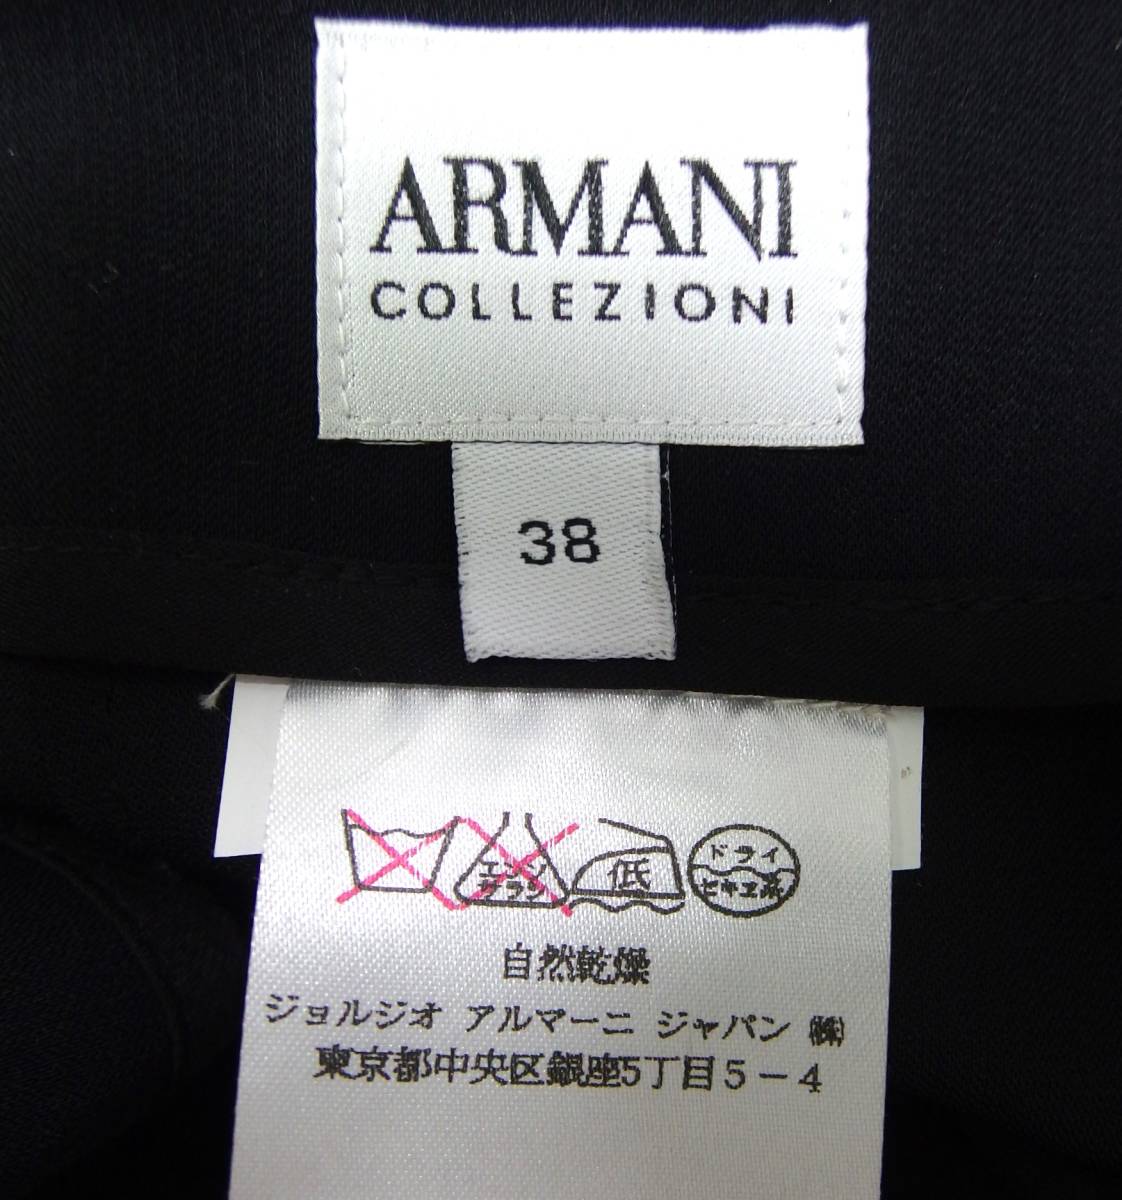 ARMANI
COLLEZIONI
38
エンソ
サラシ
低
ドライ
セキユ系
自然乾燥
ジョルジオ アルマーニ ジャパン ㈱
東京都中央区銀座5丁目5-4